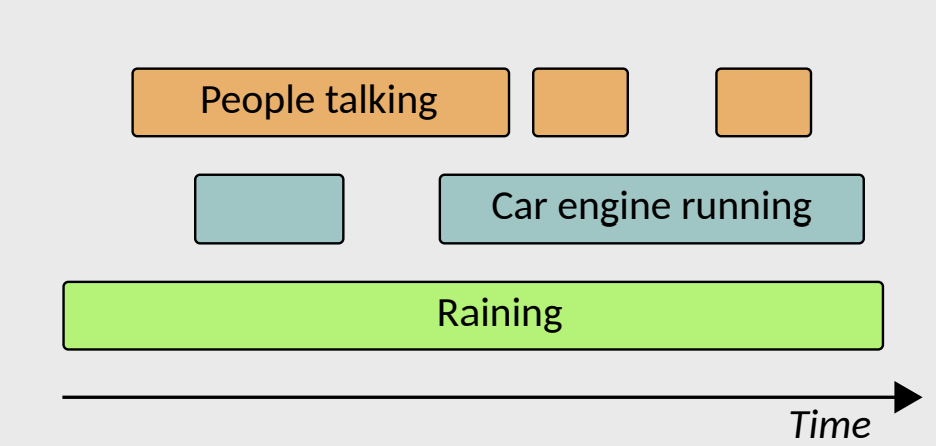 People talking
Car engine running
Raining
Time